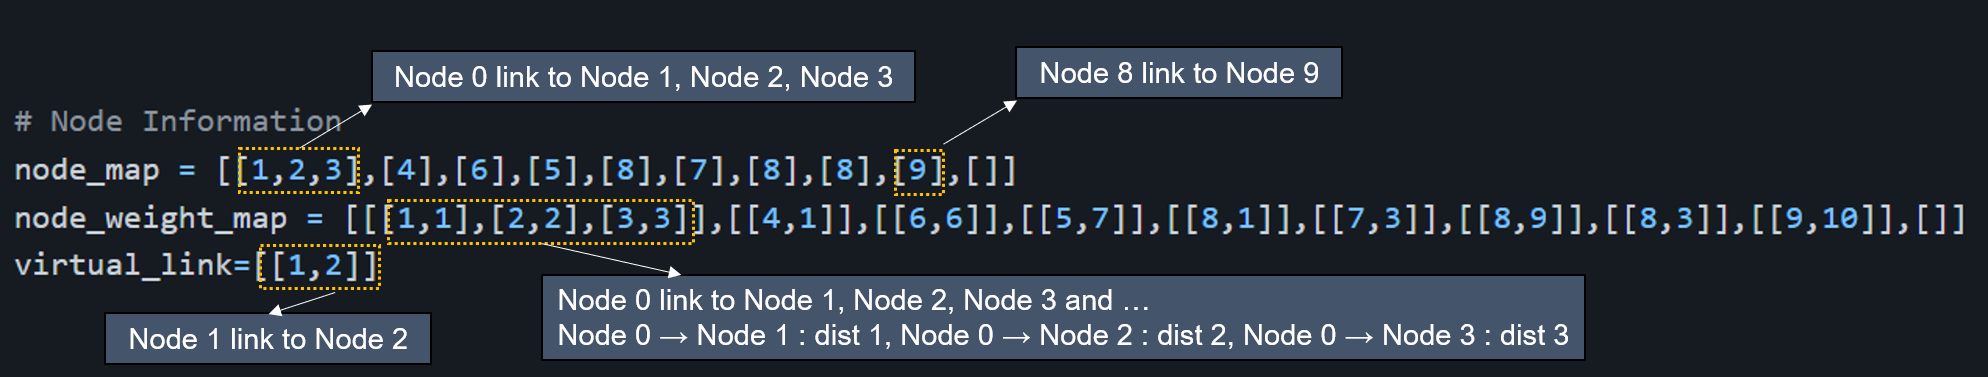 Node 0 link to Node 1, Node 2, Node 3
Node 8 link to Node 9
# Node Information
node_map = [[1,2,3],[4],[6],[5],[8],[7],[8],[8],[9],[]]
node_weight_map = [[[1,1],[2,2],[3,3]],[[4,1]],[[6,6]],[[5,7]],[[8,1]],[[7,3]],[[8,9]],[[8,3]],[[9,10]],[]]
virtual_link=[[1,2]]
Node 0 link to Node 1, Node 2, Node 3 and …
Node 0 → Node 1 : dist 1, Node 0 → Node 2 : dist 2, Node 0 → Node 3 : dist 3
Node 1 link to Node 2